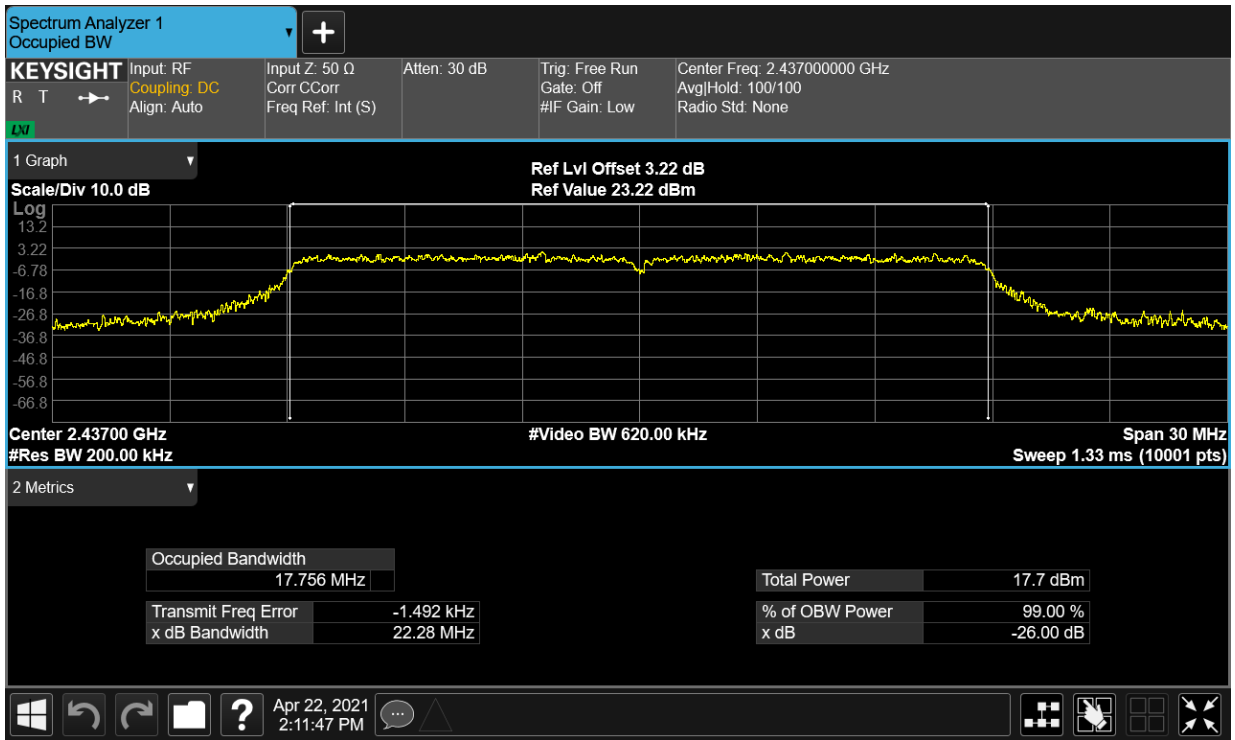 Spectrum Analyzer 1
Occupied BW
KEYSIGHT
R T
LXI
Input: RF
Coupling: DC
Align: Auto
Input Z: 50 Ω
Corr CCorr
Freq Ref: Int (S)
Atten: 30 dB
Trig: Free Run
Gate: Off
#IF Gain: Low
Center Freq: 2.437000000 GHz
Avg|Hold: 100/100
Radio Std: None
1 Graph
Ref Lvl Offset 3.22 dB
Scale/Div 10.0 dB
Ref Value 23.22 dBm
Log
13.2
3.22
-6.78
-16.8
-26.8
-36.8
-46.8
-56.8
-66.8
Center 2.43700 GHz
#Video BW 620.00 kHz
Span 30 MHz
#Res BW 200.00 kHz
Sweep 1.33 ms (10001 pts)
2 Metrics
Occupied Bandwidth
17.756 MHz
Total Power 17.7 dBm
Transmit Freq Error -1.492 kHz
% of OBW Power 99.00 %
x dB Bandwidth 22.28 MHz
x dB -26.00 dB
?
Apr 22, 2021
2:11:47 PM